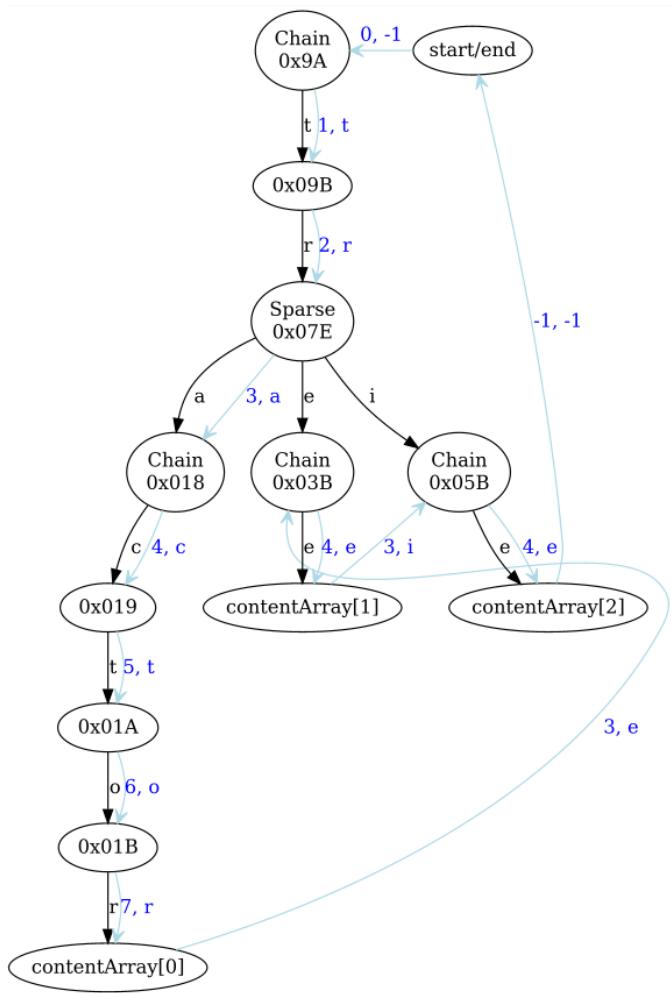 Chain
0x9A
0, -1
start/end
t
1, t
0x09B
r
2, r
Sparse
0x07E
-1, -1
a
3, a
e
i
Chain
0x018
Chain
0x03B
Chain
0x05B
c
4, c
e
4, e
3, i
e
4, e
0x019
contentArray[1]
contentArray[2]
t
5, t
0x01A
3, e
o
6, o
0x01B
r
7, r
contentArray[0]